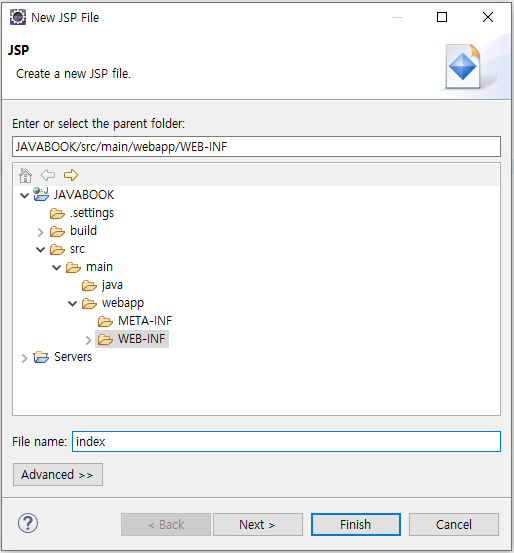 New JSP File
JSP
Create a new JSP file.
Enter or select the parent folder:
JAVABOOK/src/main/webapp/WEB-INF
JAVABOOK
.settings
build
src
main
java
webapp
META-INF
WEB-INF
Servers
File name: index
Advanced >>
? < Back Next > Finish Cancel